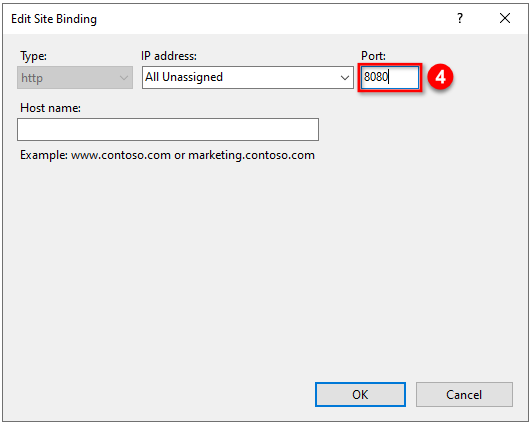 Edit Site Binding
?
Type: IP address: Port:
http All Unassigned 8080 4
Host name:
Example: www.contoso.com or marketing.contoso.com
OK Cancel